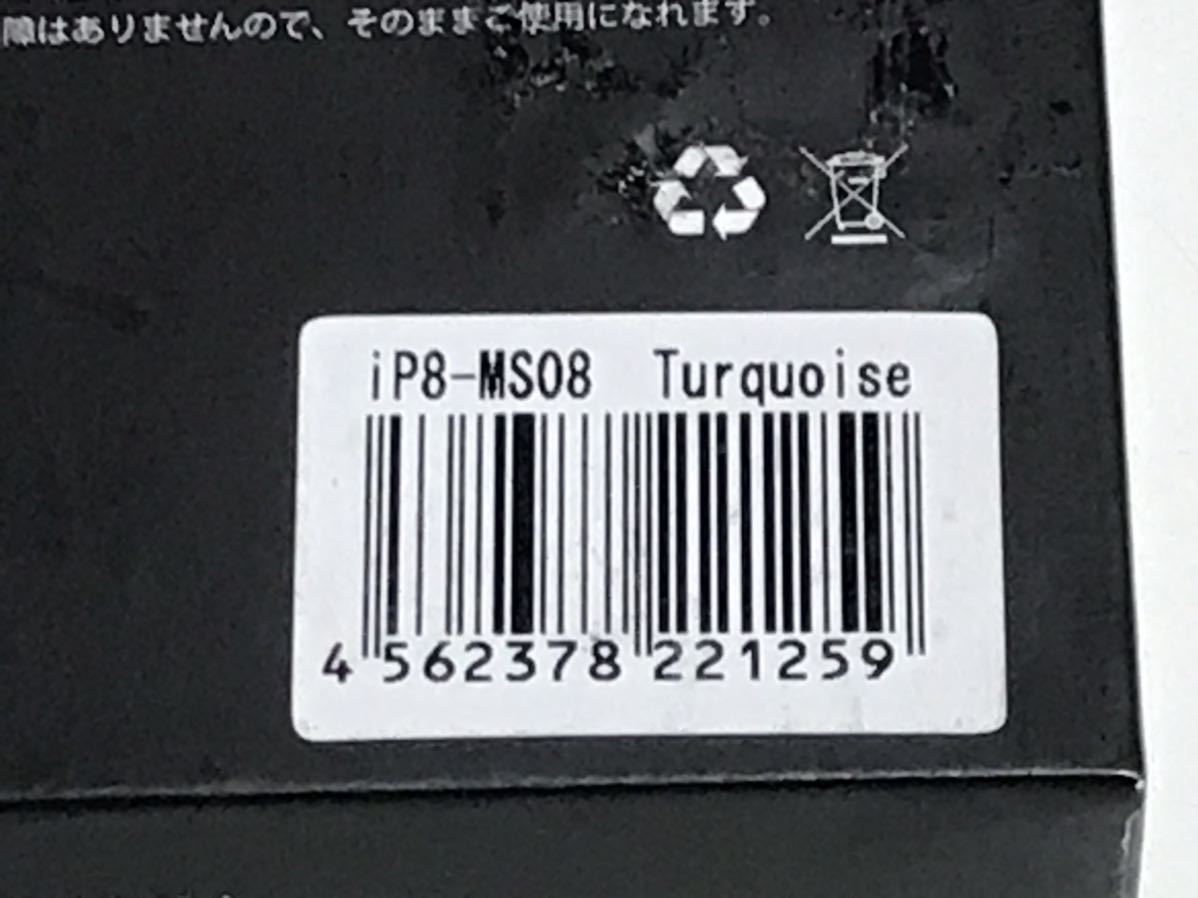 障はありませんので、そのままご使用になれます。
iP8-MS08 Turquoise
4 562378 221259